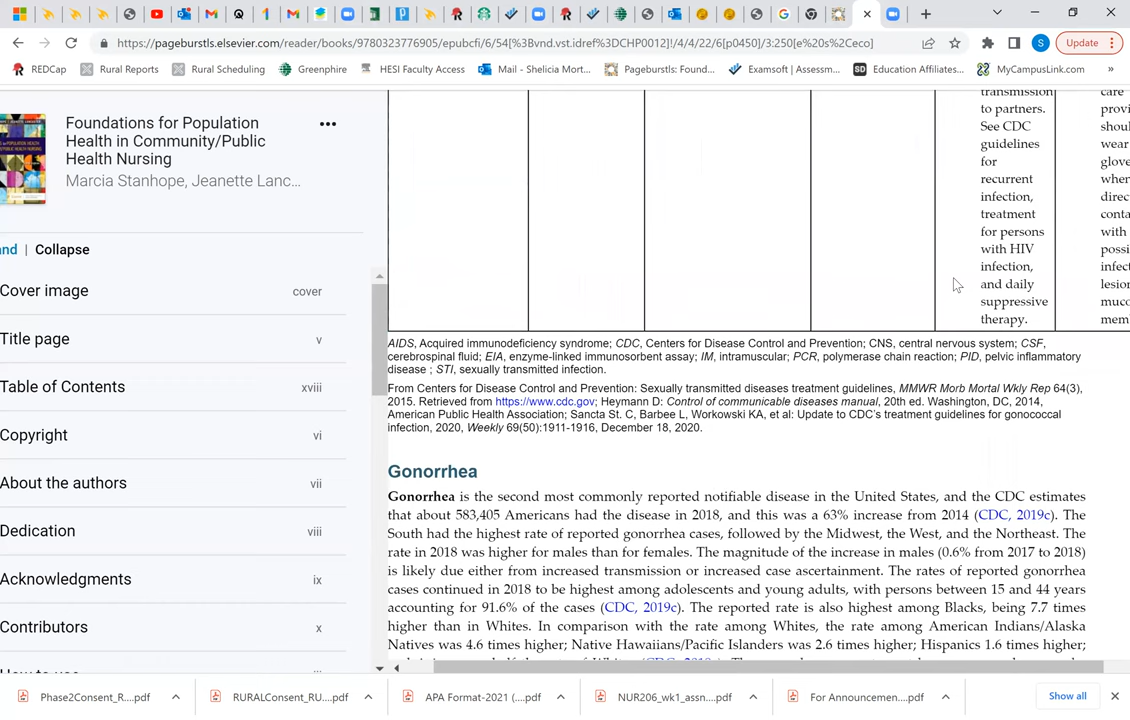 https://pageburstls.elsevier.com/reader/books/9780323776905/epubcfi/6/54[%3Bvnd.vst.idref%3DCHP0012]!/4/4/22/6[p0450]/3:250[e%20s%2Ceco]
S
Update
REDCap
Rural Reports
Rural Scheduling
Greenphire
HESI Faculty Access
Mail - Shelicia Mort...
Pageburstls: Found...
Examsoft | Assessm...
SD Education Affiliates...
MyCampusLink.com
»
Foundations for Population
Health in Community/Public
Health Nursing
Marcia Stanhope, Jeanette Lanc...
nd | Collapse
Cover image cover
Title page v
Table of Contents xviii
Copyright vi
About the authors vii
Dedication viii
Acknowledgments ix
Contributors x
transmission
to partners.
See CDC
guidelines
for
recurrent
infection,
treatment
for persons
with HIV
infection,
and daily
suppressive
therapy.
care
provi
shoul
wear
glove
when
direc
conta
with
possi
infect
lesion
muco
mem
AIDS, Acquired immunodeficiency syndrome; CDC, Centers for Disease Control and Prevention; CNS, central nervous system; CSF,
cerebrospinal fluid; EIA, enzyme-linked immunosorbent assay; IM, intramuscular; PCR, polymerase chain reaction; PID, pelvic inflammatory
disease ; STI, sexually transmitted infection.
From Centers for Disease Control and Prevention: Sexually transmitted diseases treatment guidelines, MMWR Morb Mortal Wkly Rep 64(3),
2015. Retrieved from https://www.cdc.gov; Heymann D: Control of communicable diseases manual, 20th ed. Washington, DC, 2014,
American Public Health Association; Sancta St. C, Barbee L, Workowski KA, et al: Update to CDC's treatment guidelines for gonococcal
infection, 2020, Weekly 69(50):1911-1916, December 18, 2020.
Gonorrhea
Gonorrhea is the second most commonly reported notifiable disease in the United States, and the CDC estimates
that about 583,405 Americans had the disease in 2018, and this was a 63% increase from 2014 (CDC, 2019c). The
South had the highest rate of reported gonorrhea cases, followed by the Midwest, the West, and the Northeast. The
rate in 2018 was higher for males than for females. The magnitude of the increase in males (0.6% from 2017 to 2018)
is likely due either from increased transmission or increased case ascertainment. The rates of reported gonorrhea
cases continued in 2018 to be highest among adolescents and young adults, with persons between 15 and 44 years
accounting for 91.6% of the cases (CDC, 2019c). The reported rate is also highest among Blacks, being 7.7 times
higher than in Whites. In comparison with the rate among Whites, the rate among American Indians/Alaska
Natives was 4.6 times higher; Native Hawaiians/Pacific Islanders was 2.6 times higher; Hispanics 1.6 times higher;
Phase2Consent_R....pdf
RURALConsent_RU....pdf
APA Format-2021 (....pdf
NUR206_wk1_assn....pdf
For Announcemen....pdf
Show all